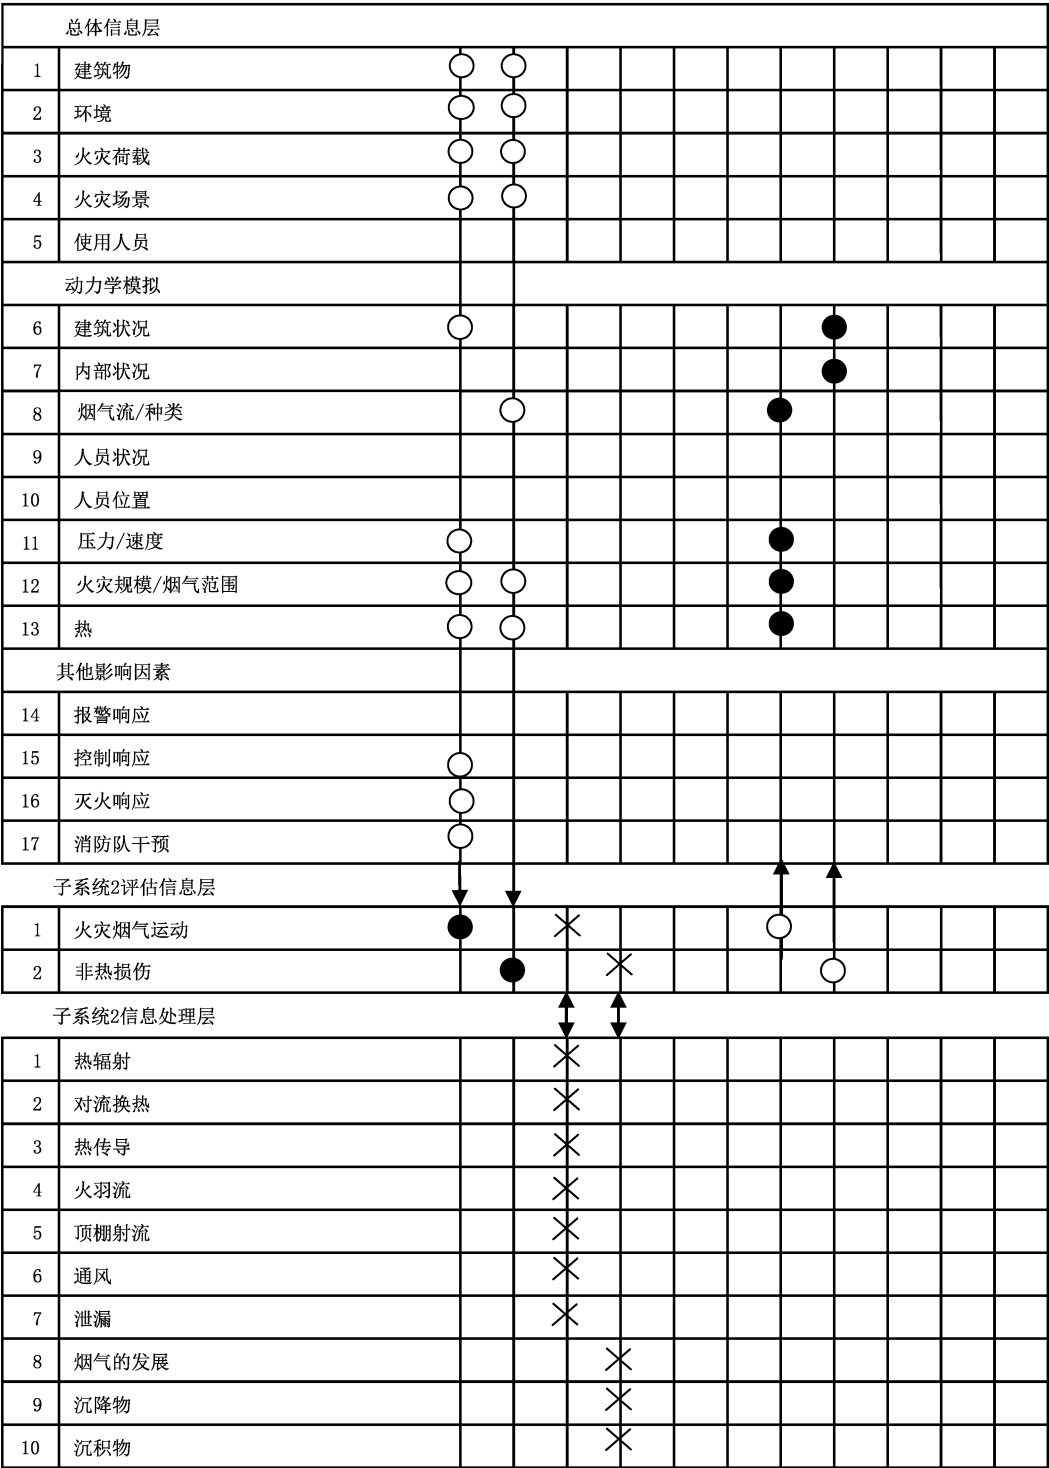 总体信息层
1 建筑物
2 环境
3 火灾荷载
4 火灾场景
5 使用人员
动力学模拟
6 建筑状况
7 内部状况
8 烟气流/种类
9 人员状况
10 人员位置
11 压力/速度
12 火灾规模/烟气范围
13 热
其他影响因素
14 报警响应
15 控制响应
16 灭火响应
17 消防队干预
子系统2评估信息层
1 火灾烟气运动
2 非热损伤
子系统2信息处理层
1 热辐射
2 对流换热
3 热传导
4 火羽流
5 顶棚射流
6 通风
7 泄漏
8 烟气的发展
9 沉降物
10 沉积物